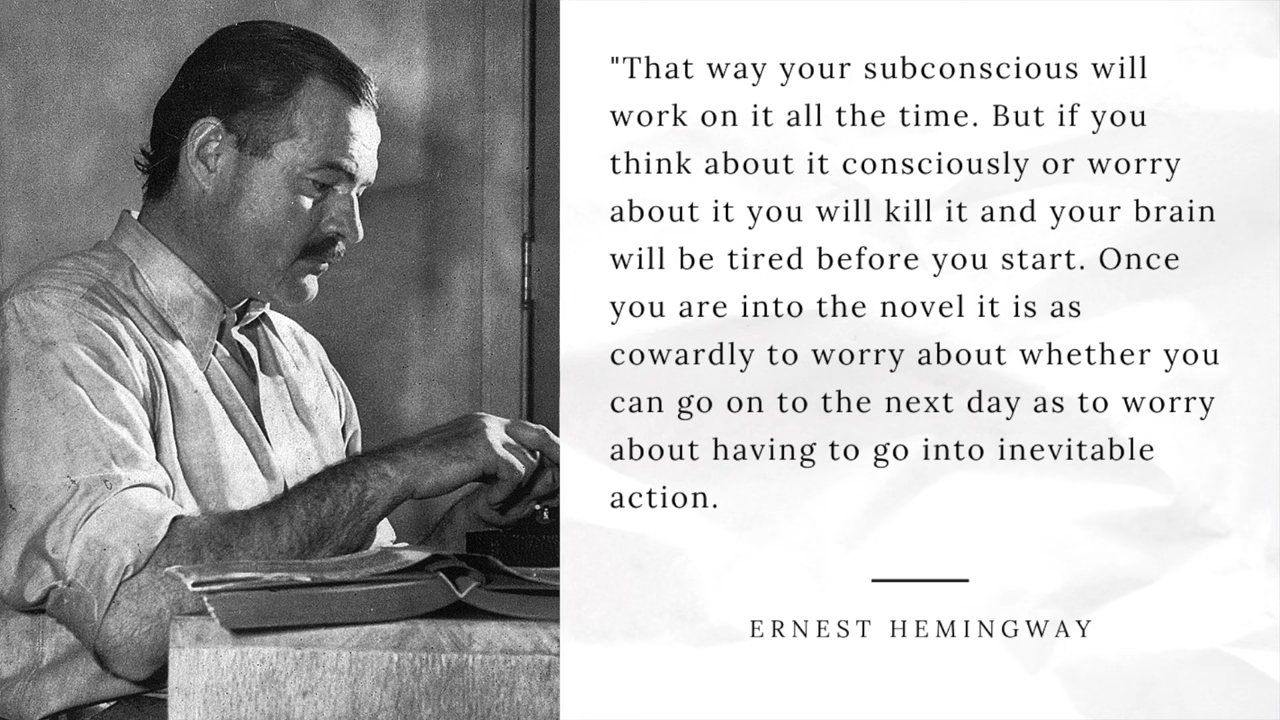 "That way your subconscious will
work on it all the time. But if you
think about it consciously or worry
about it you will kill it and your brain
will be tired before you start. Once
you are into the novel it is as
cowardly to worry about whether you
can go on to the next day as to worry
about having to go into inevitable
action.
ERNEST HEMINGWAY